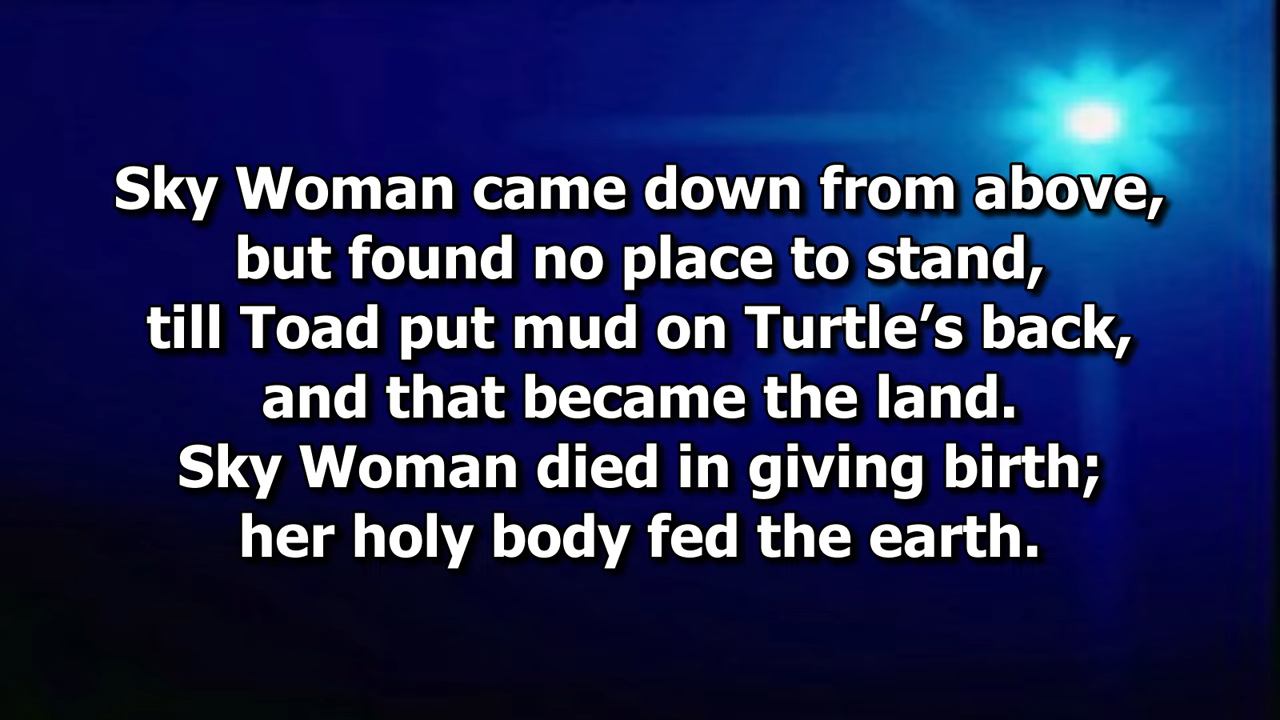 Sky Woman came down from above,
but found no place to stand,
till Toad put mud on Turtle’s back,
and that became the land.
Sky Woman died in giving birth;
her holy body fed the earth.